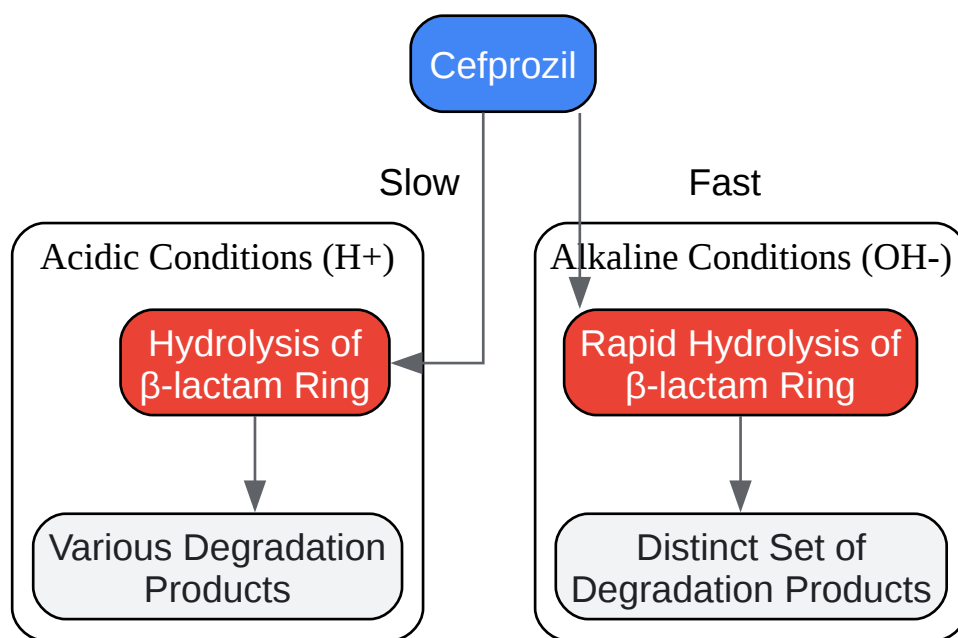 Cefprozil
Slow
Fast
Acidic Conditions (H+)
Alkaline Conditions (OH-)
Hydrolysis of
β-lactam Ring
Rapid Hydrolysis of
β-lactam Ring
Various Degradation
Products
Distinct Set of
Degradation Products